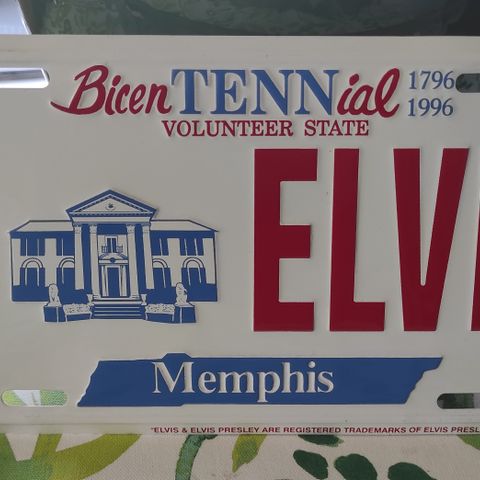 BicenTENNial 1796
1996
VOLUNTEER STATE
ELV
Memphis
"ELVIS & ELVIS PRESLEY ARE REGISTERED TRADEMARKS OF ELVIS PRESL